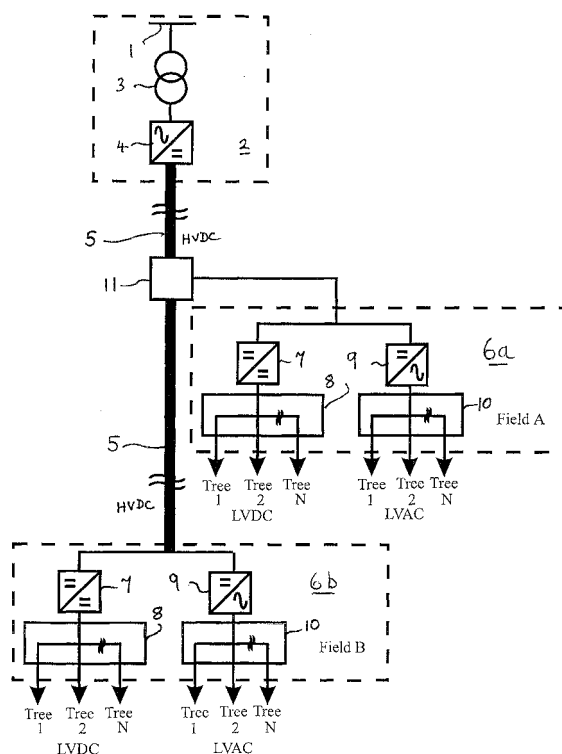 1
3
4
2
5
HVDC
11
7
9
6a
8
10
Field A
5
Tree Tree Tree Tree Tree Tree
1 2 N 1 2 N
LVDC LVAC
HVDC
7
9
6b
8
10
Field B
Tree Tree Tree Tree Tree Tree
1 2 N 1 2 N
LVDC LVAC